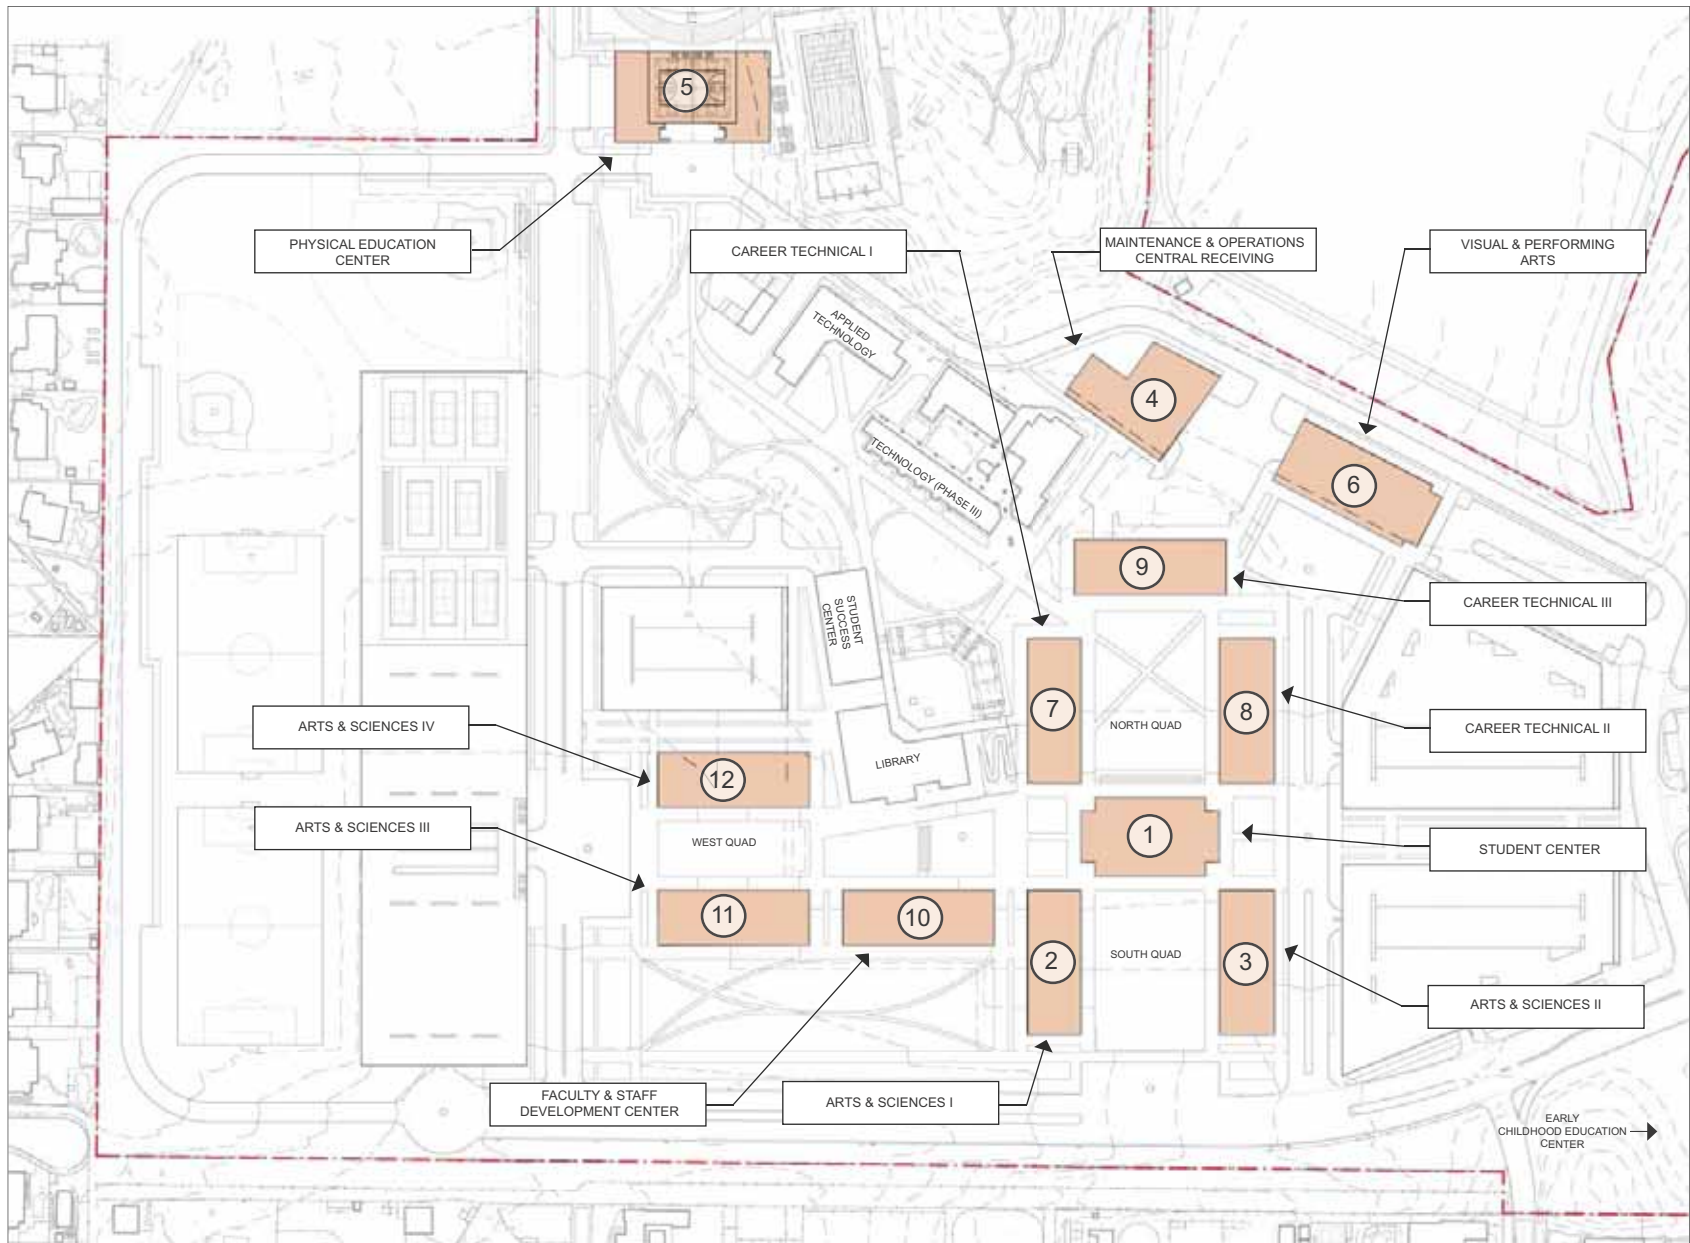 5
PHYSICAL EDUCATION
CENTER
CAREER TECHNICAL I
MAINTENANCE & OPERATIONS
CENTRAL RECEIVING
VISUAL & PERFORMING
ARTS
APPLIED
TECHNOLOGY
4
TECHNOLOGY (PHASE III)
6
9
CAREER TECHNICAL III
STUDENT
SUCCESS
CENTER
7
8
NORTH QUAD
ARTS & SCIENCES IV
CAREER TECHNICAL II
LIBRARY
12
ARTS & SCIENCES III
WEST QUAD
1
STUDENT CENTER
11
10
2
SOUTH QUAD
3
ARTS & SCIENCES II
FACULTY & STAFF
DEVELOPMENT CENTER
ARTS & SCIENCES I
EARLY
CHILDHOOD EDUCATION
CENTER